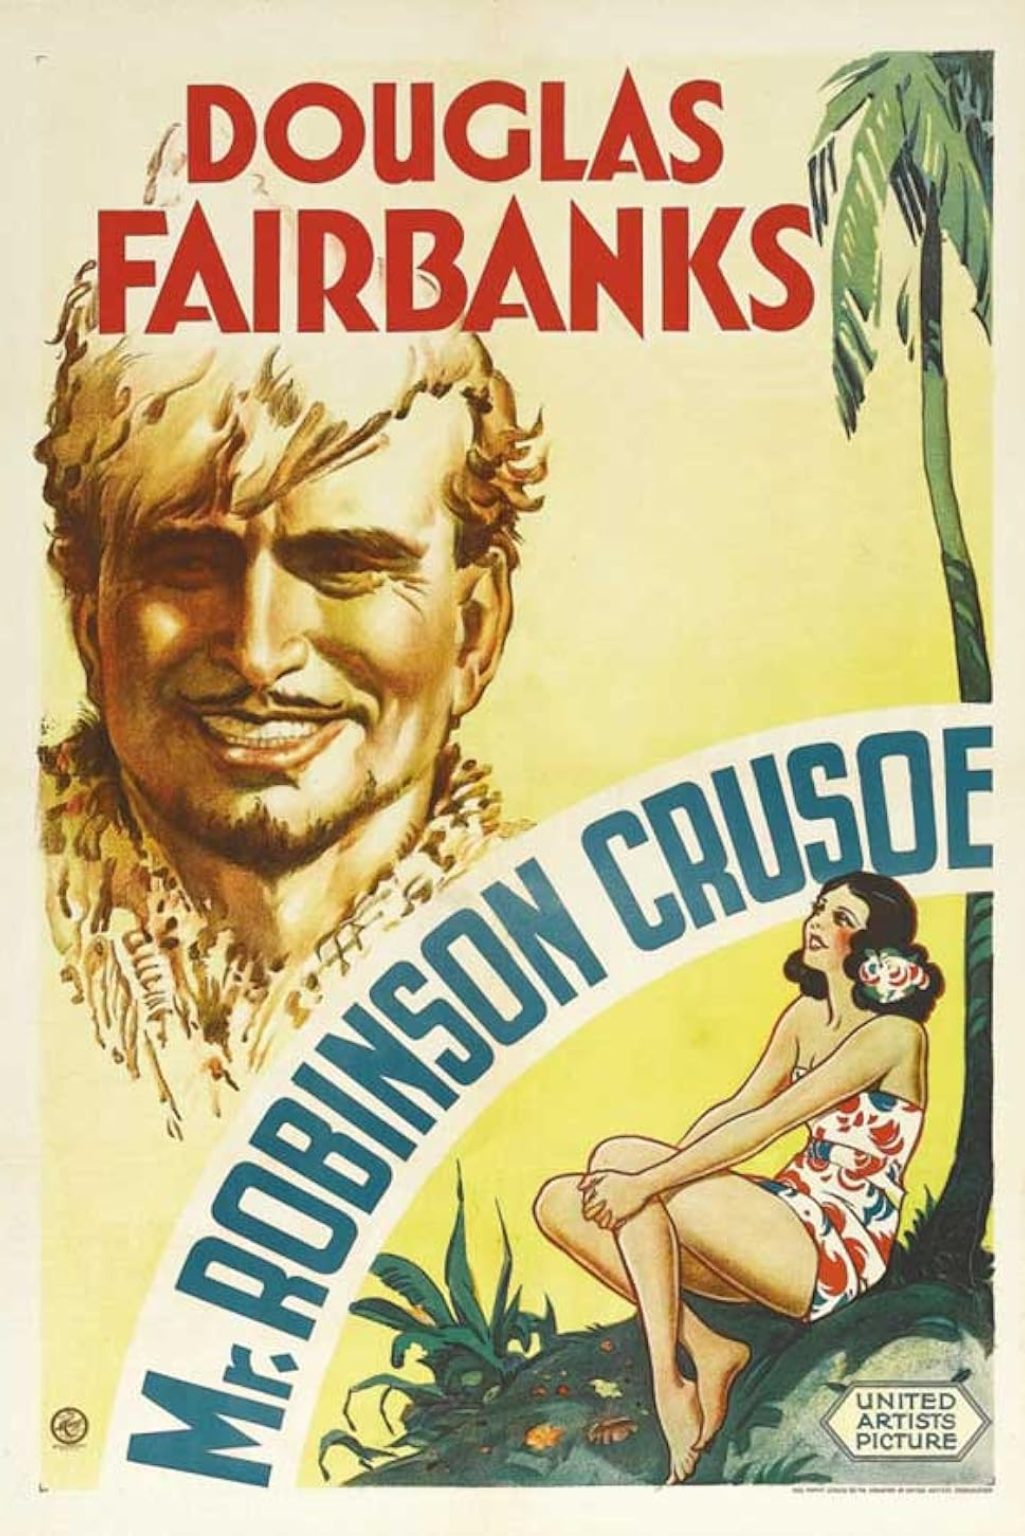 DOUGLAS
FAIRBANKS
Mr. ROBINSON CRUSOE
UNITED
ARTISTS
PICTURE